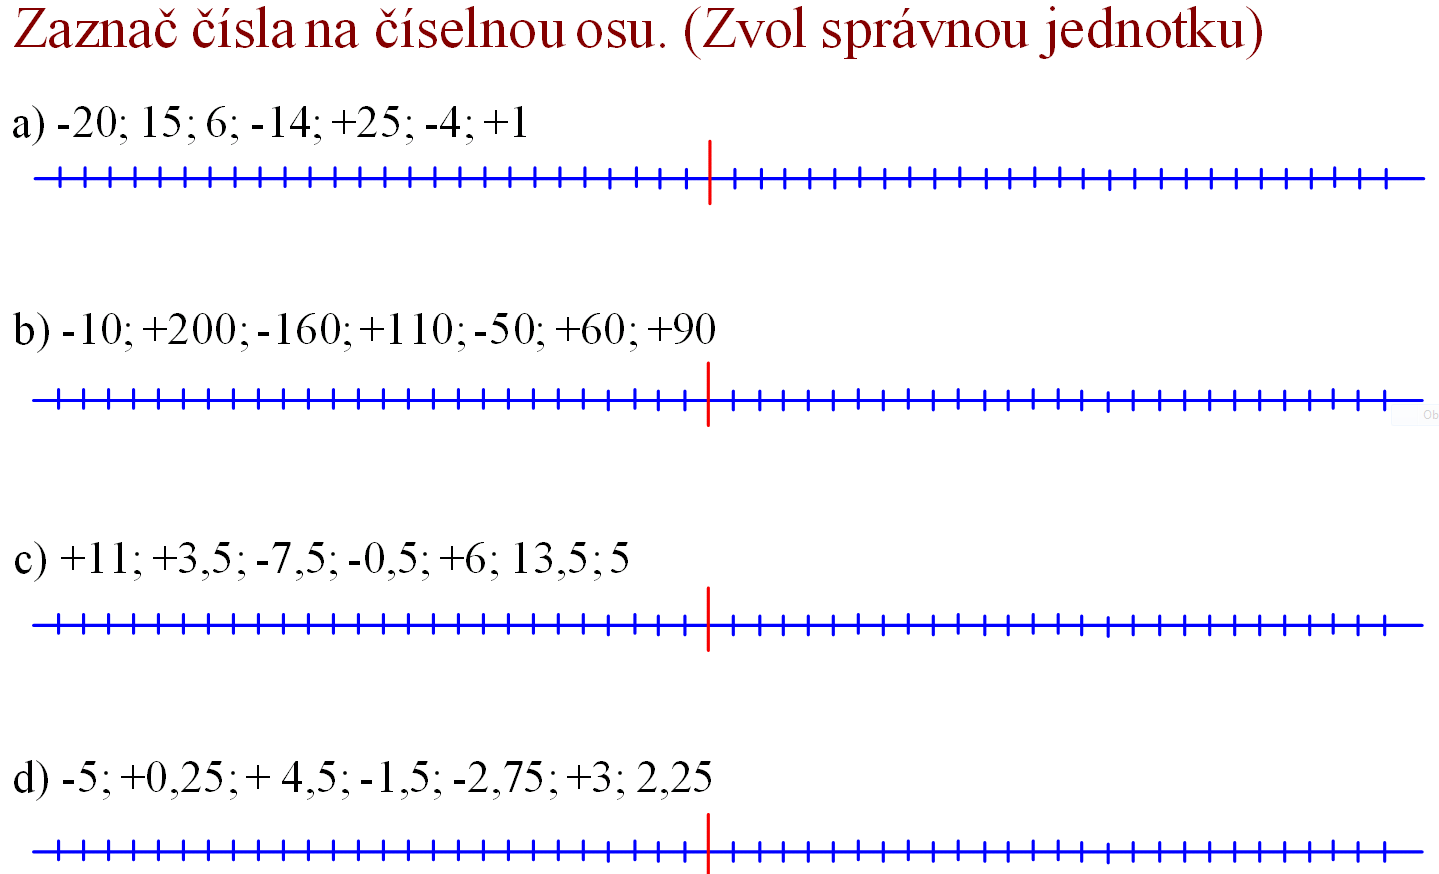 Zaznač čísla na číselnou osu. (Zvol správnou jednotku)
a) -20; 15; 6; -14; +25; -4; +1
b) -10; +200; -160; +110; -50; +60; +90
Ob
c) +11; +3,5; -7,5; -0,5; +6; 13,5; 5
d) -5; +0,25; + 4,5; -1,5; -2,75; +3; 2,25